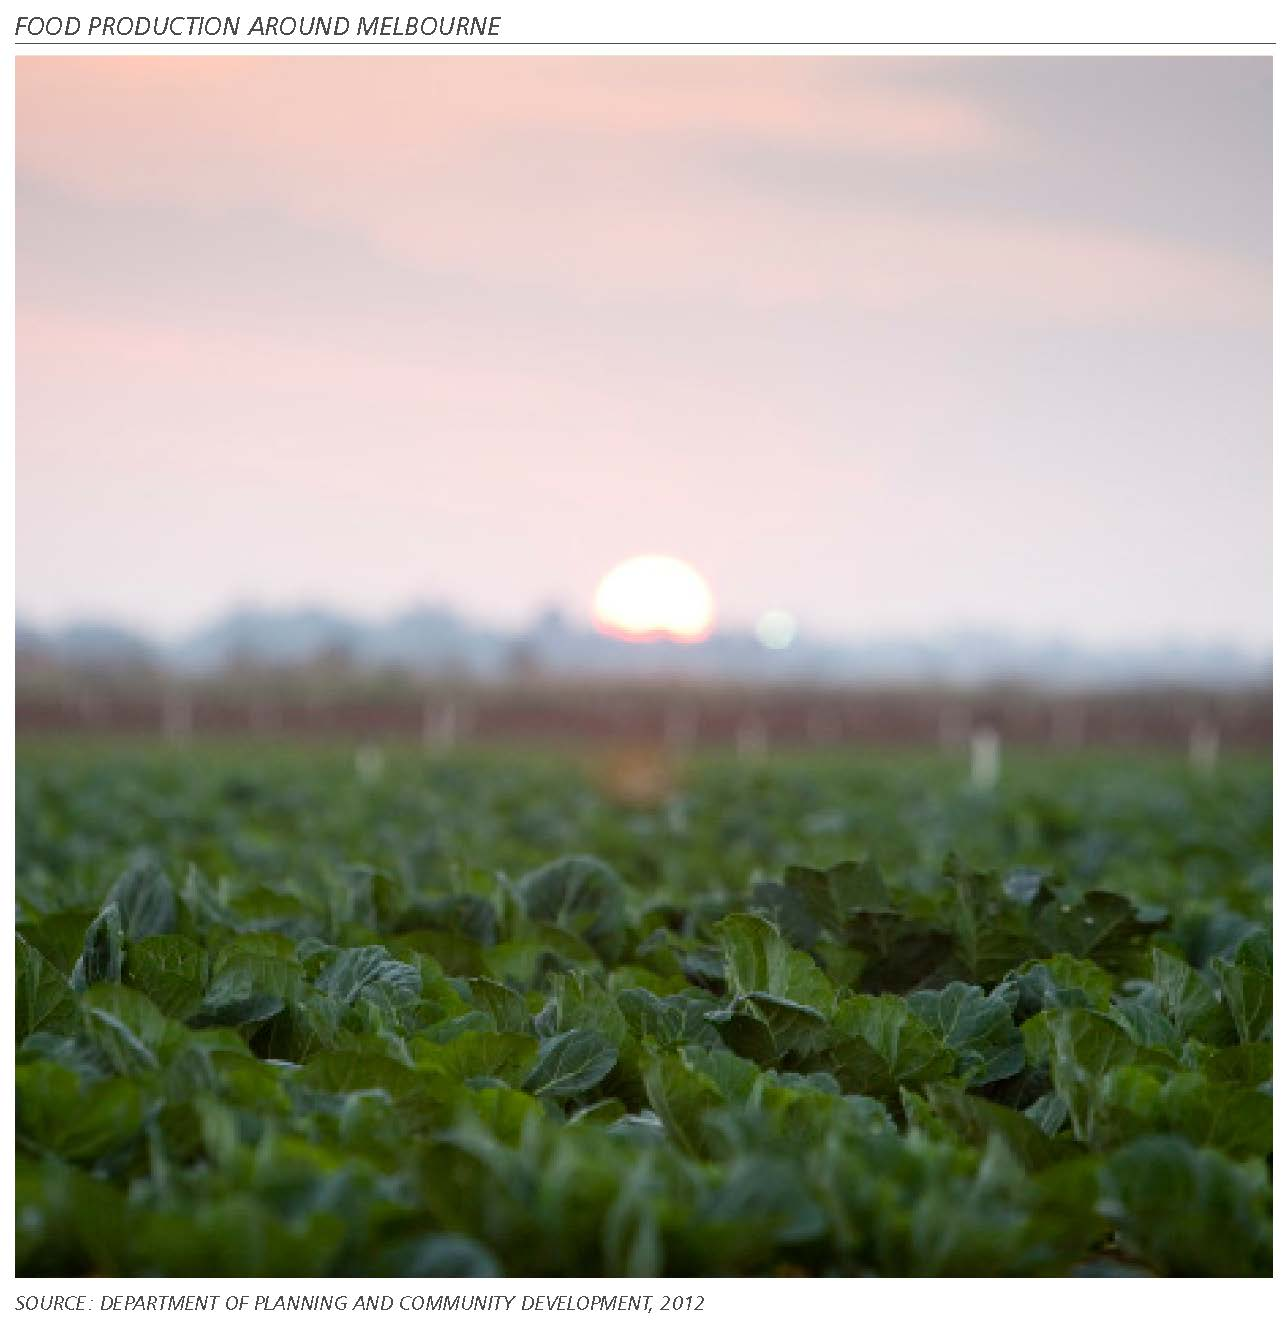 FOOD PRODUCTION AROUND MELBOURNE
SOURCE: DEPARTMENT OF PLANNING AND COMMUNITY DEVELOPMENT, 2012